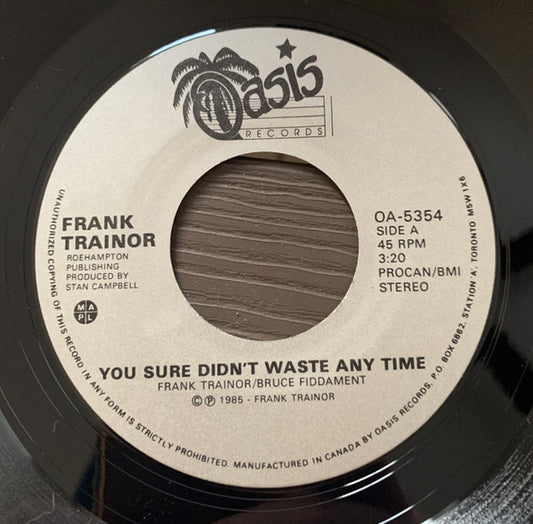 Oasis
RECORDS
FRANK
TRAINOR
ROEHAMPTON
PUBLISHING
PRODUCED BY
STAN CAMPBELL
MAPL
OA-5354
SIDE A
45 RPM
3:20
PROCAN/BMI
STEREO
YOU SURE DIDN'T WASTE ANY TIME
FRANK TRAINOR/BRUCE FIDDAMENT
© ℗ 1985 - FRANK TRAINOR
UNAUTHORIZED COPYING OF THIS RECORD IN ANY FORM IS STRICTLY PROHIBITED. MANUFACTURED IN CANADA BY OASIS RECORDS, P.O. BOX 6862, STATION 'A', TORONTO M5W 1X6